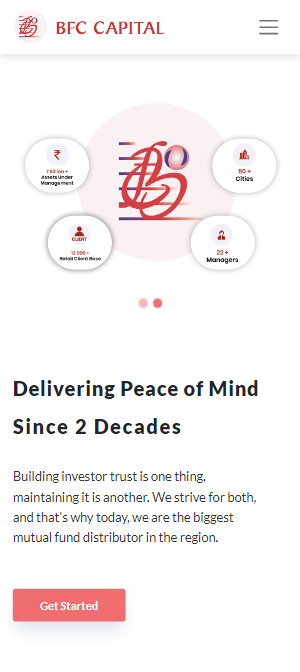 BFC CAPITAL
7 Billion +
Assets Under
Management
80 +
Cities
CLIENT
12,000 +
Retail Client Base
22 +
Managers
Delivering Peace of Mind
Since 2 Decades
Building investor trust is one thing,
maintaining it is another. We strive for both,
and that's why today, we are the biggest
mutual fund distributor in the region.
Get Started